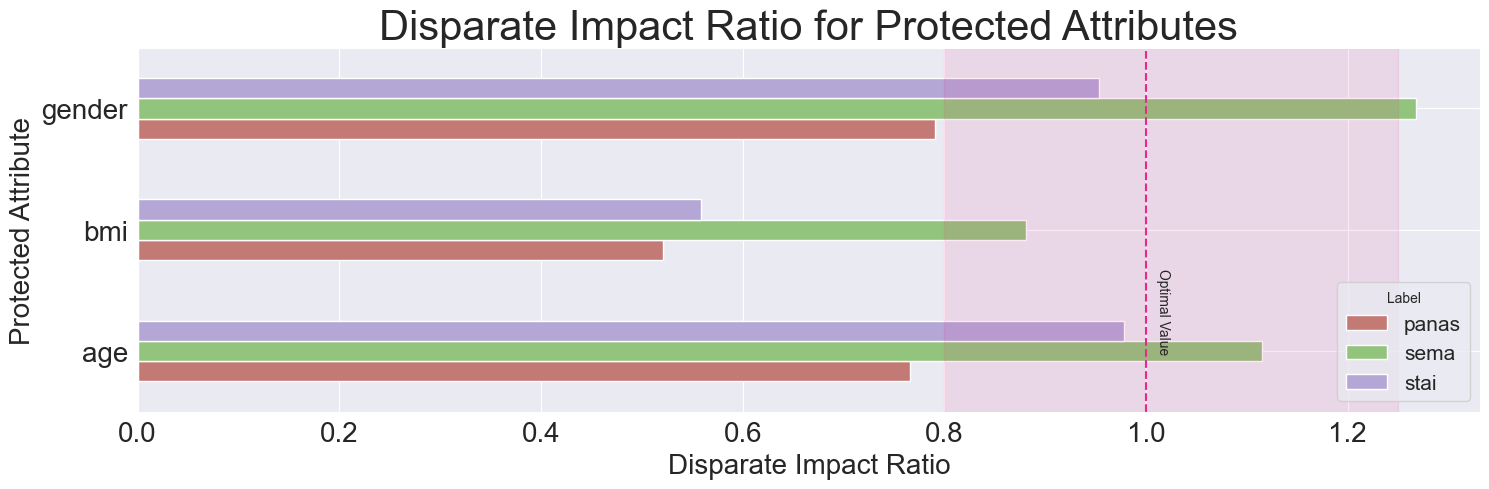 Disparate Impact Ratio for Protected Attributes
Protected Attribute
gender
bmi
age
Optimal Value
Label
panas
sema
stai
0.0 0.2 0.4 0.6 0.8 1.0 1.2
Disparate Impact Ratio